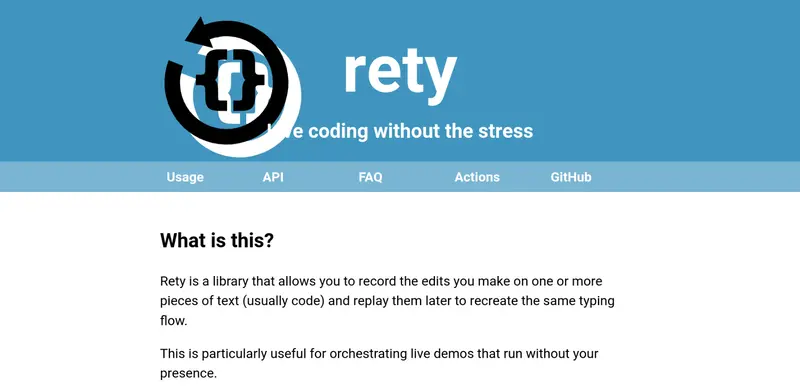 rety
Live coding without the stress
Usage API FAQ Actions GitHub
What is this?
Rety is a library that allows you to record the edits you make on one or more
pieces of text (usually code) and replay them later to recreate the same typing
flow.
This is particularly useful for orchestrating live demos that run without your
presence.